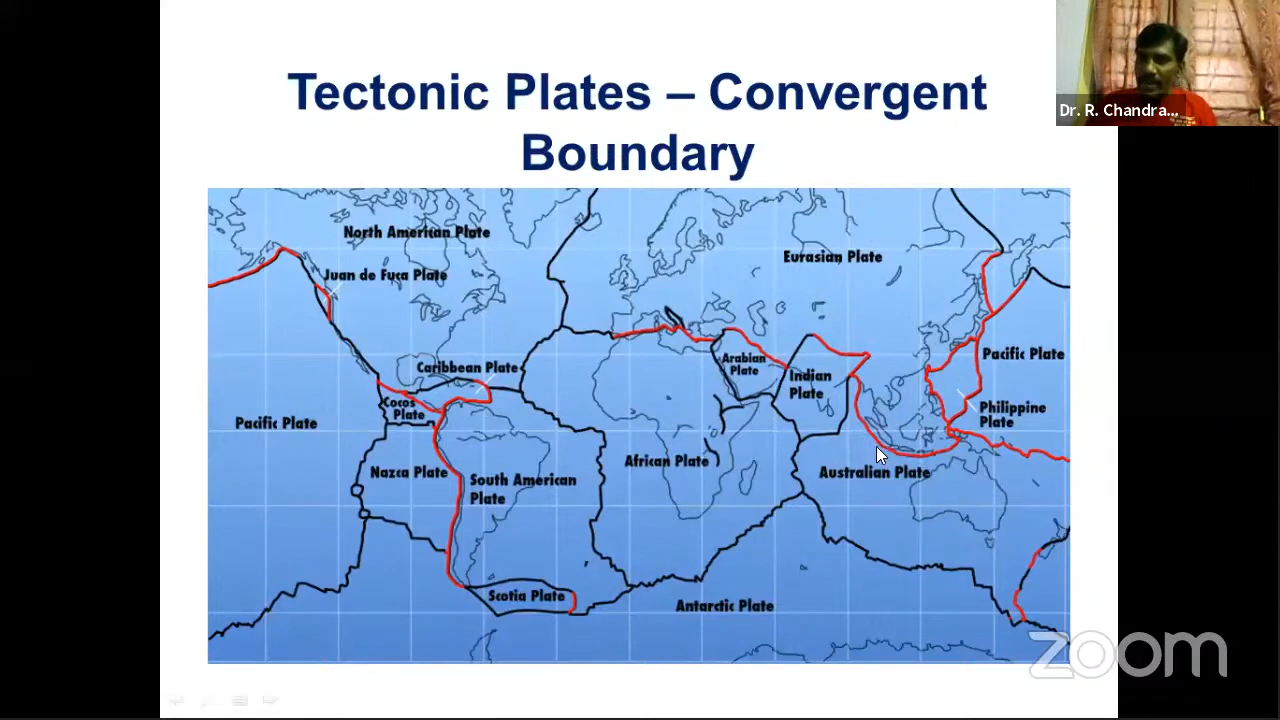 Tectonic Plates – Convergent
Boundary
Dr. R. Chandra...
North American Plate
Juan de Fuca Plate
Eurasian Plate
Caribbean Plate
Arabian
Plate
Indian
Plate
Pacific Plate
Cocos
Plate
Philippine
Plate
Pacific Plate
Nazca Plate
South American
Plate
African Plate
Australian Plate
Scotia Plate
Antarctic Plate
zoom